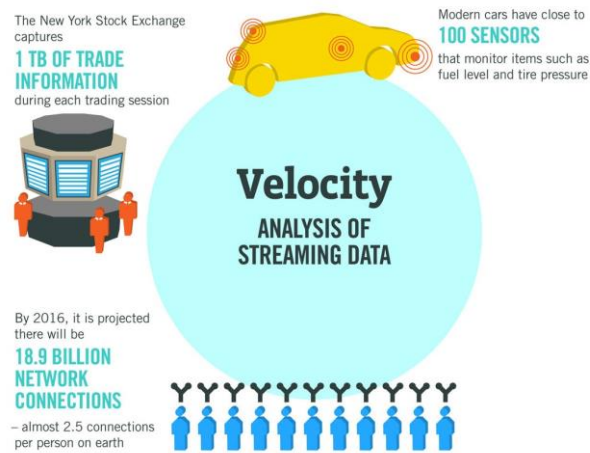 The New York Stock Exchange
captures
1 TB OF TRADE
INFORMATION
during each trading session
Modern cars have close to
100 SENSORS
that monitor items such as
fuel level and tire pressure
Velocity
ANALYSIS OF
STREAMING DATA
By 2016, it is projected
there will be
18.9 BILLION
NETWORK
CONNECTIONS
– almost 2.5 connections
per person on earth